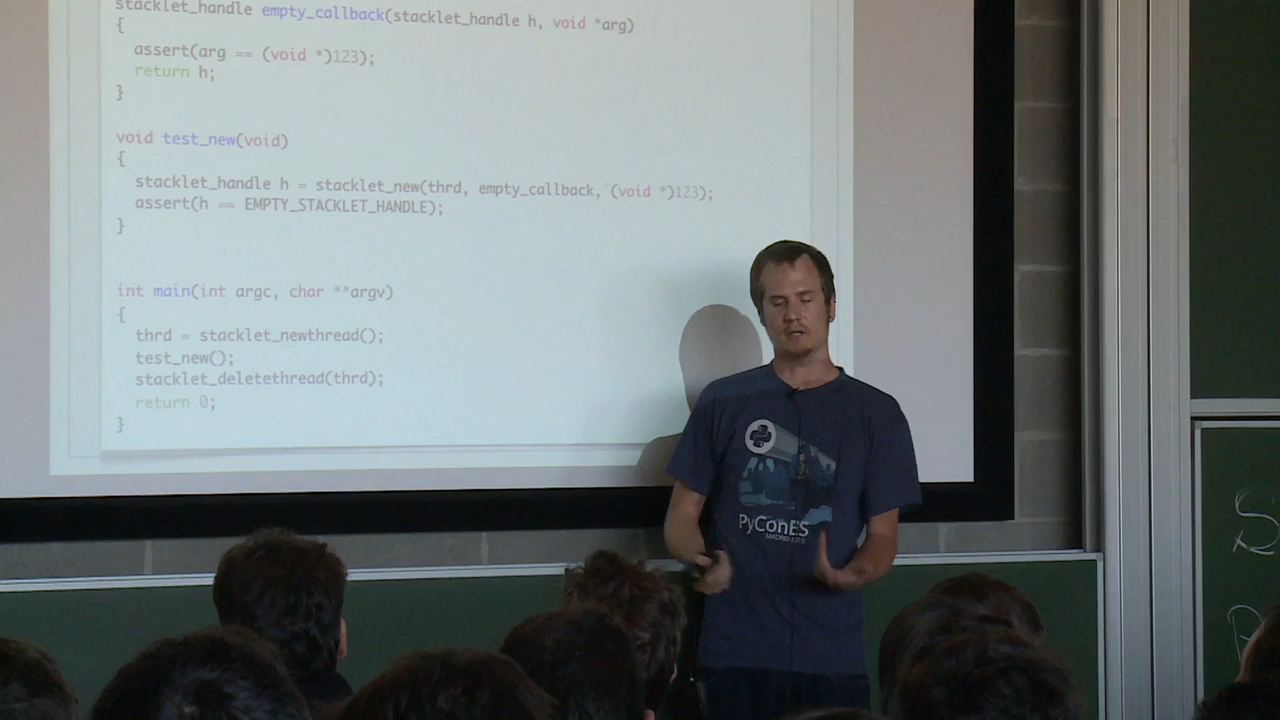 stacklet_handle empty_callback(stacklet_handle h, void *arg)
{
assert(arg == (void *)123);
return h;
}
void test_new(void)
{
stacklet_handle h = stacklet_new(thrd, empty_callback, (void *)123);
assert(h == EMPTY_STACKLET_HANDLE);
}
int main(int argc, char **argv)
{
thrd = stacklet_newthread();
test_new();
stacklet_deletethread(thrd);
return 0;
}
PyConES